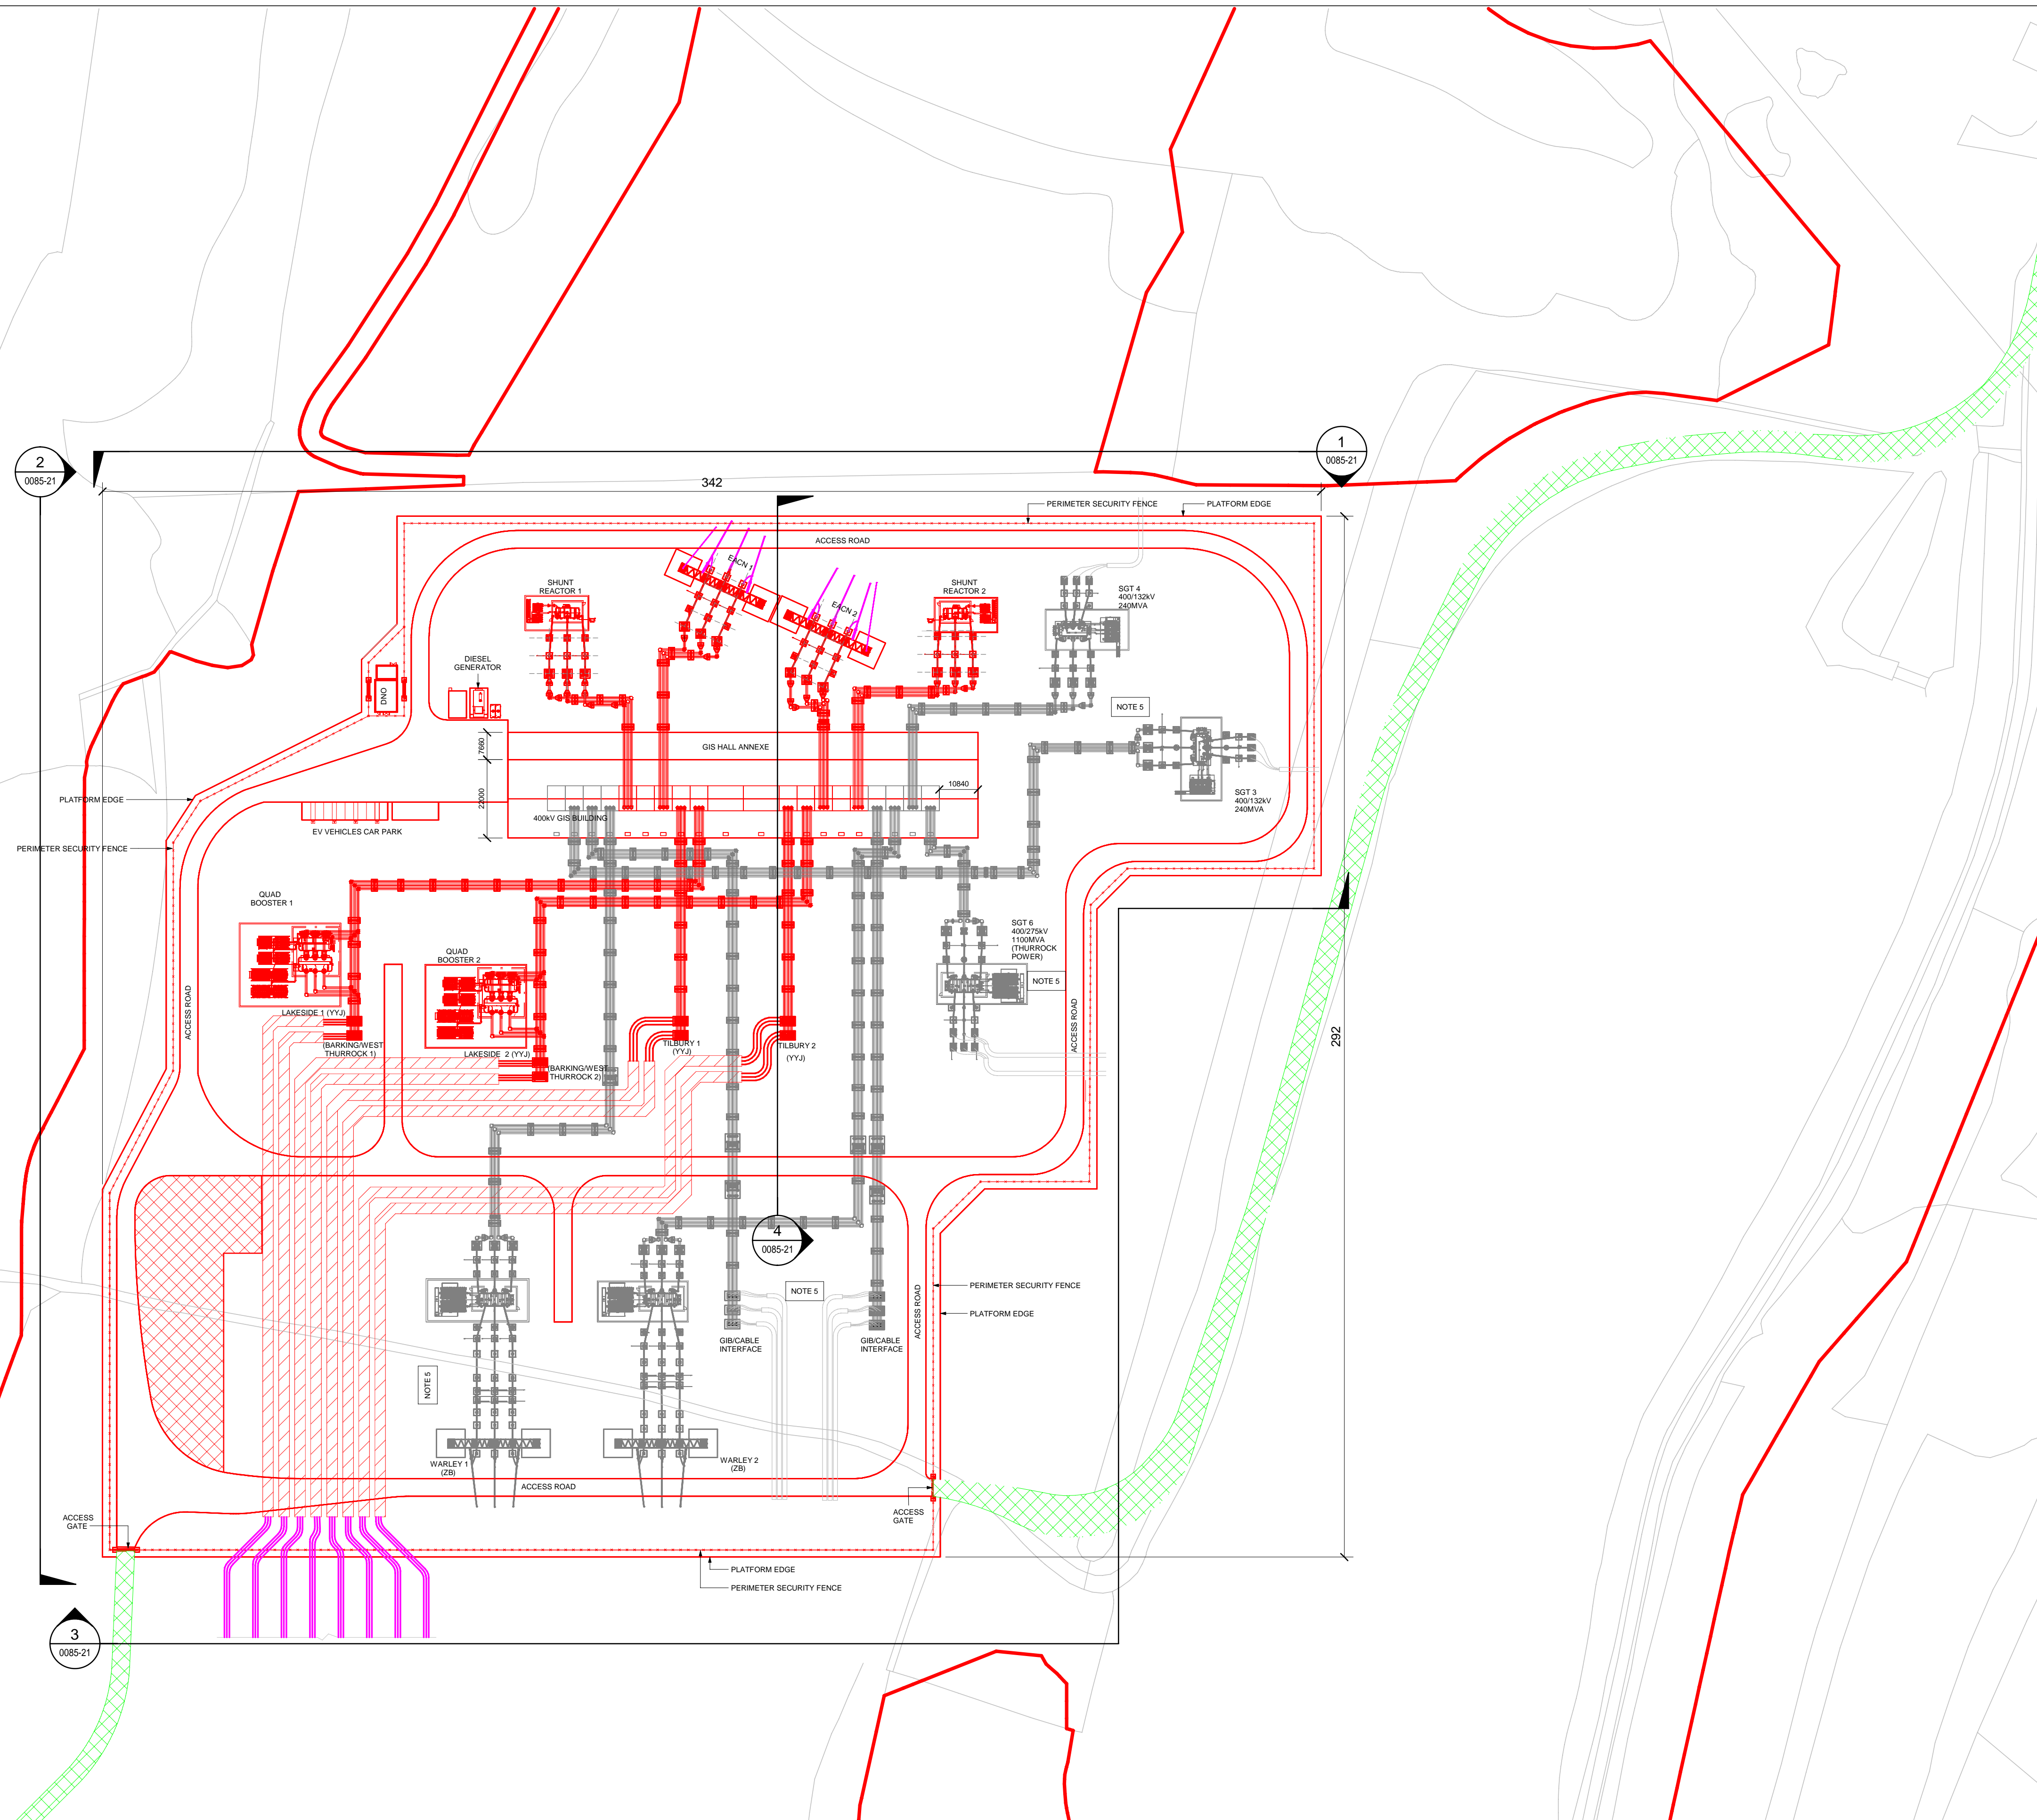 1
0085-21
2
0085-21
342
PERIMETER SECURITY FENCE
PLATFORM EDGE
ACCESS ROAD
EACN 1
SHUNT
REACTOR 1
SHUNT
REACTOR 2
SGT 4
400/132kV
240MVA
EACN 2
DIESEL
GENERATOR
DNO
NOTE 5
7660
GIS HALL ANNEXE
22000
10840
SGT 3
400/132kV
240MVA
PLATFORM EDGE
400kV GIS BUILDING
EV VEHICLES CAR PARK
PERIMETER SECURITY FENCE
QUAD
BOOSTER 1
QUAD
BOOSTER 2
SGT 6
400/275kV
1100MVA
(THURROCK
POWER)
NOTE 5
ACCESS ROAD
LAKESIDE 1 (YYJ)
(BARKING/WEST
THURROCK 1)
LAKESIDE 2 (YYJ)
(BARKING/WEST
THURROCK 2)
TILBURY 1
(YYJ)
TILBURY 2
(YYJ)
ACCESS ROAD
292
4
0085-21
NOTE 5
PERIMETER SECURITY FENCE
PLATFORM EDGE
ACCESS ROAD
GIB/CABLE
INTERFACE
GIB/CABLE
INTERFACE
NOTE 5
WARLEY 1
(ZB)
WARLEY 2
(ZB)
ACCESS ROAD
ACCESS
GATE
ACCESS
GATE
PLATFORM EDGE
PERIMETER SECURITY FENCE
3
0085-21